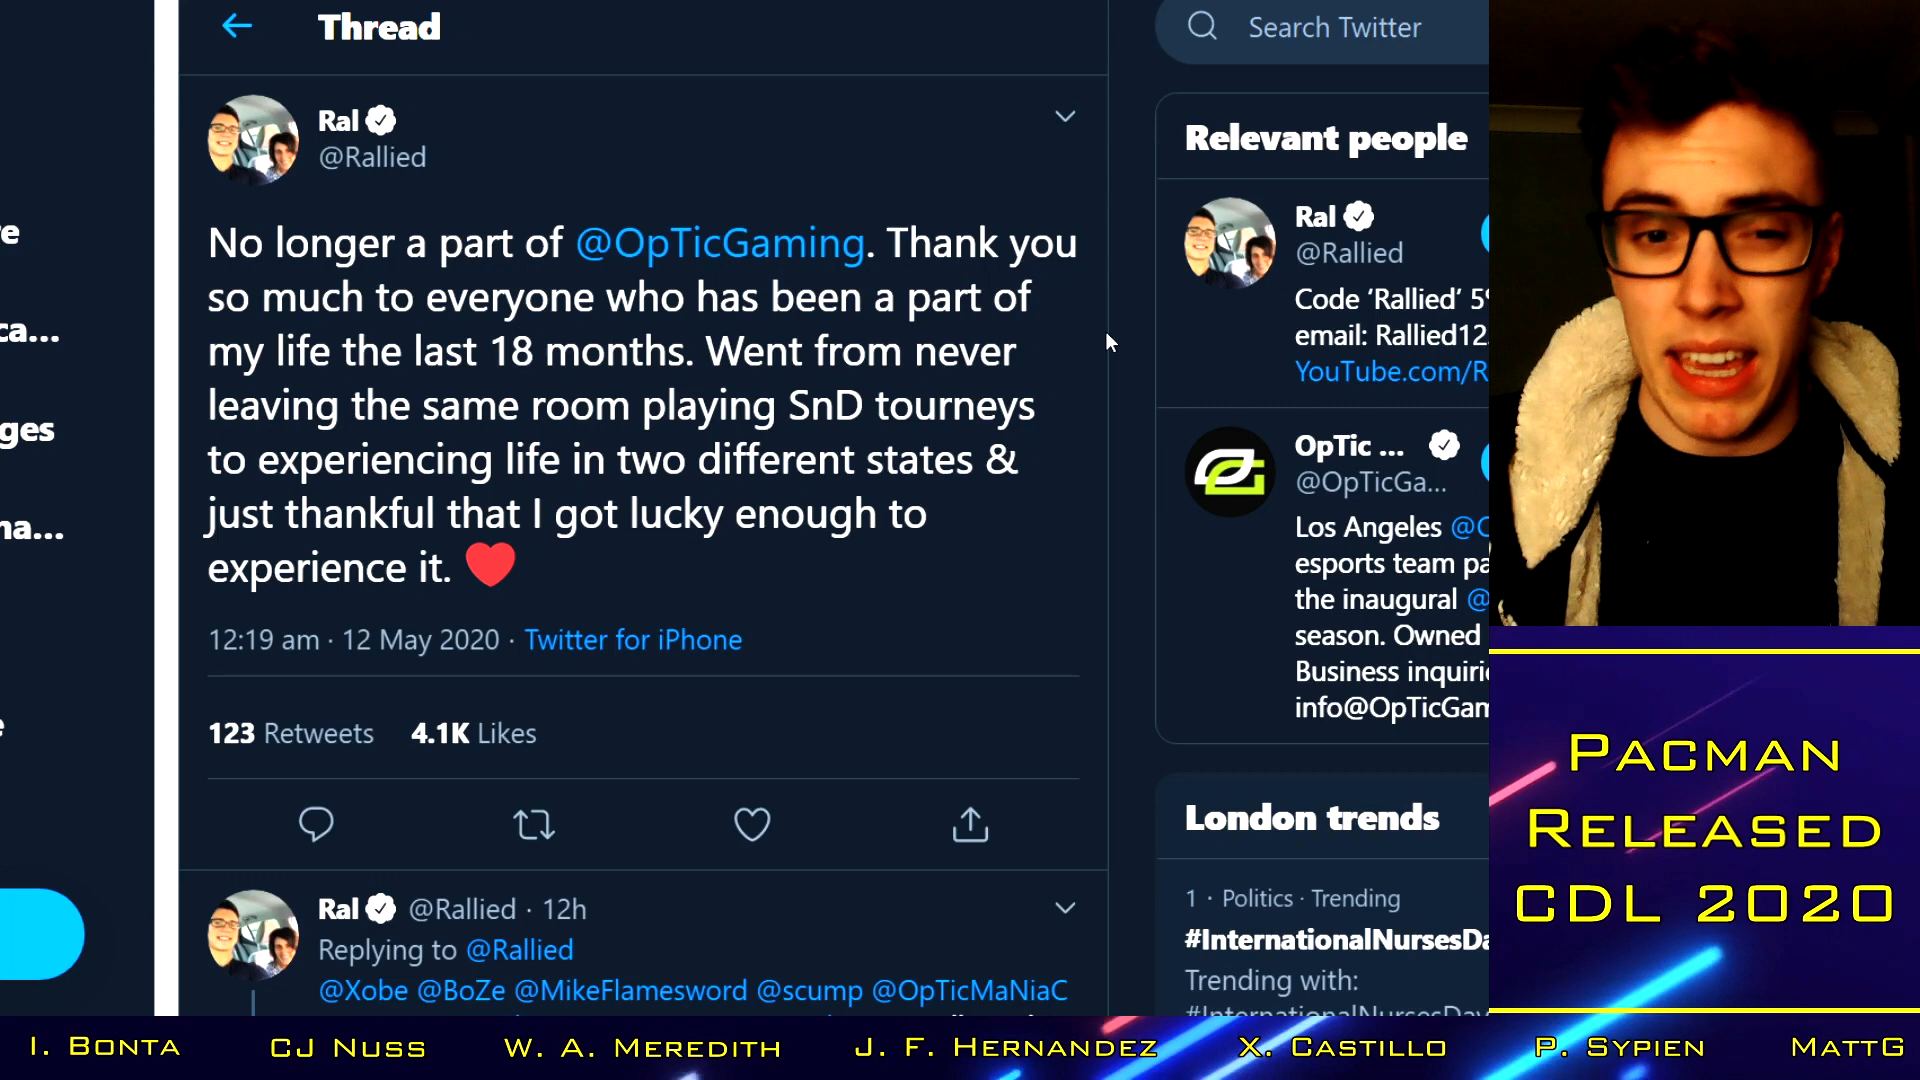 Thread
Search Twitter
Ral
@Rallied
No longer a part of @OpTicGaming. Thank you
so much to everyone who has been a part of
my life the last 18 months. Went from never
leaving the same room playing SnD tourneys
to experiencing life in two different states &
just thankful that I got lucky enough to
experience it. ❤
12:19 am · 12 May 2020 · Twitter for iPhone
123 Retweets 4.1K Likes
Ral @Rallied · 12h
Replying to @Rallied
@Xobe @BoZe @MikeFlamesword @scump @OpTicMaNiaC
Relevant people
Ral
@Rallied
Code ‘Rallied’ 5
email: Rallied12
YouTube.com/R
OpTic ...
@OpTicGa...
Los Angeles @
esports team pa
the inaugural @
season. Owned
Business inquiri
info@OpTicGam
London trends
1 · Politics · Trending
#InternationalNursesDa
Trending with:
#InternationalNursesDay
e
ca...
ges
na...
PACMAN
RELEASED
CDL 2020
I. BONTA CJ NUSS W. A. MEREDITH J. F. HERNANDEZ X. CASTILLO P. SYPIEN MATTG